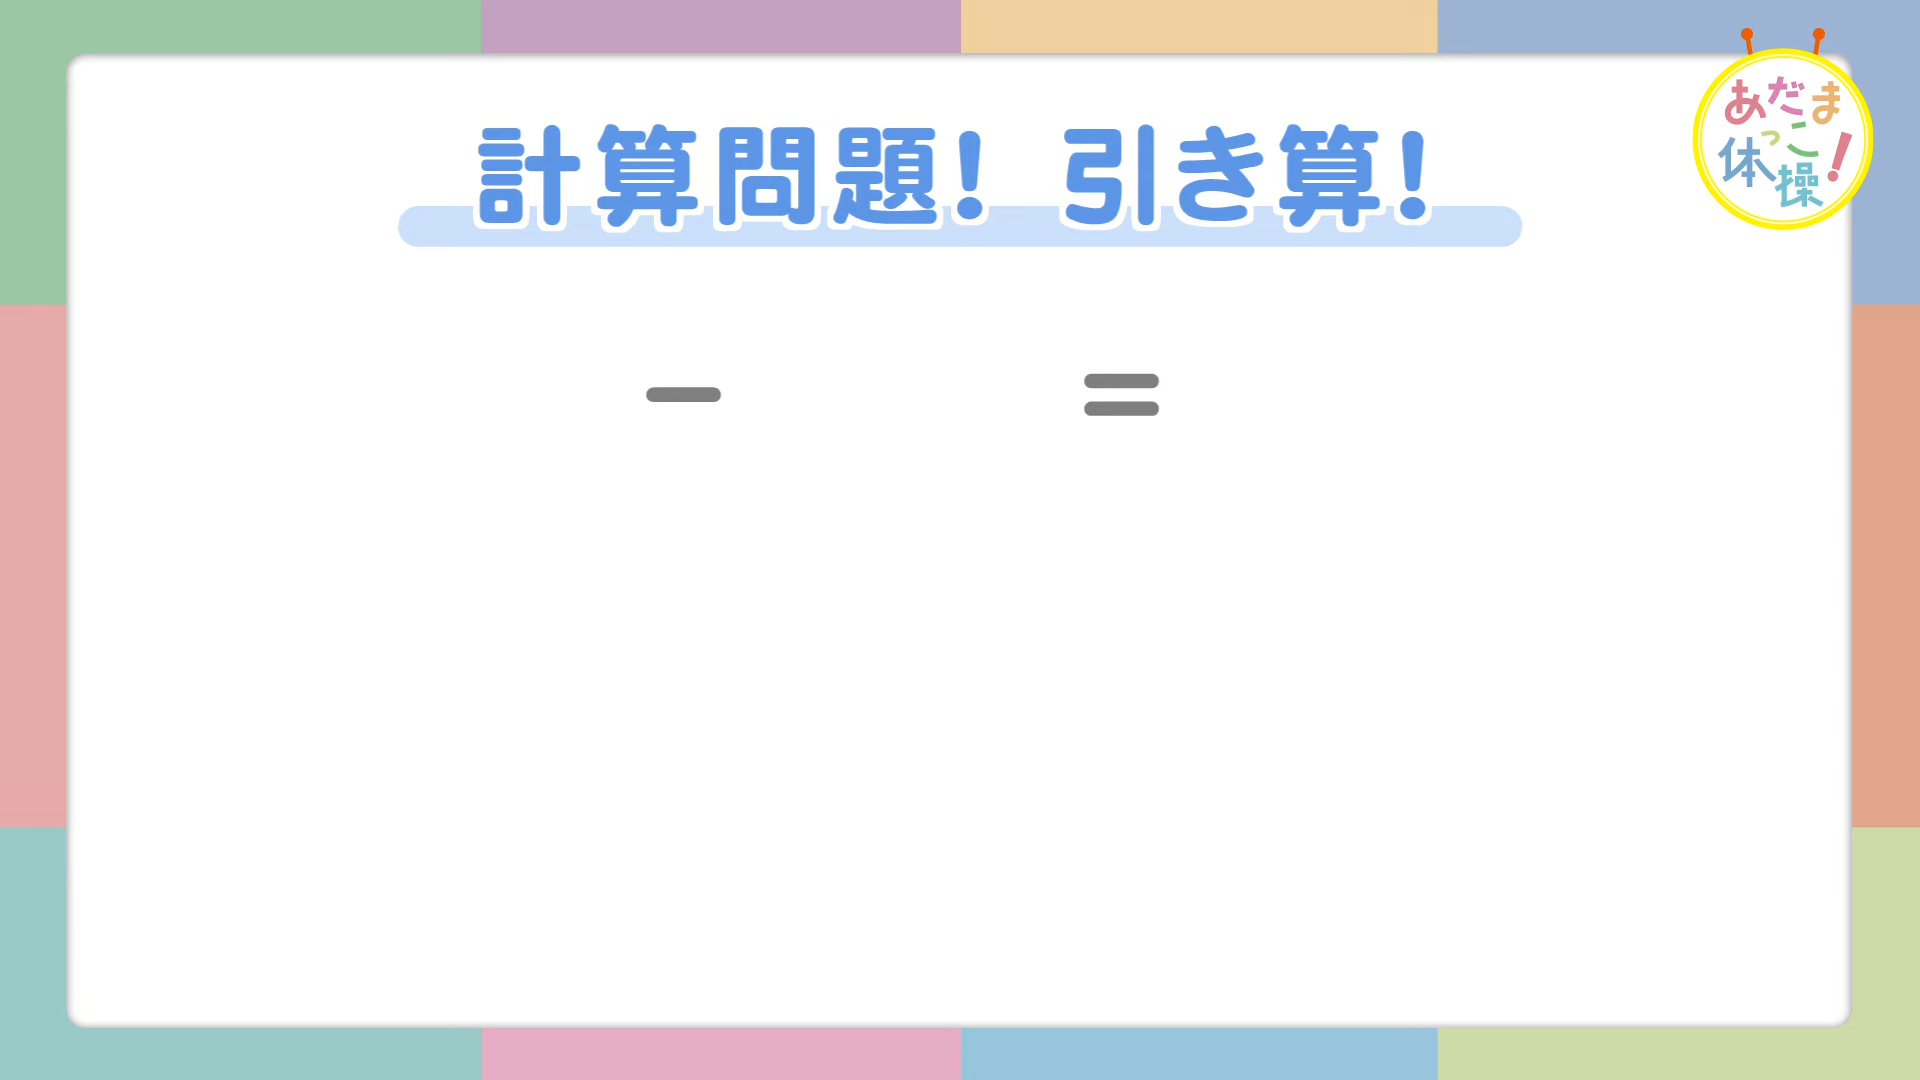 計算問題！ 引き算！
− ＝
あだま
っこ
体操！